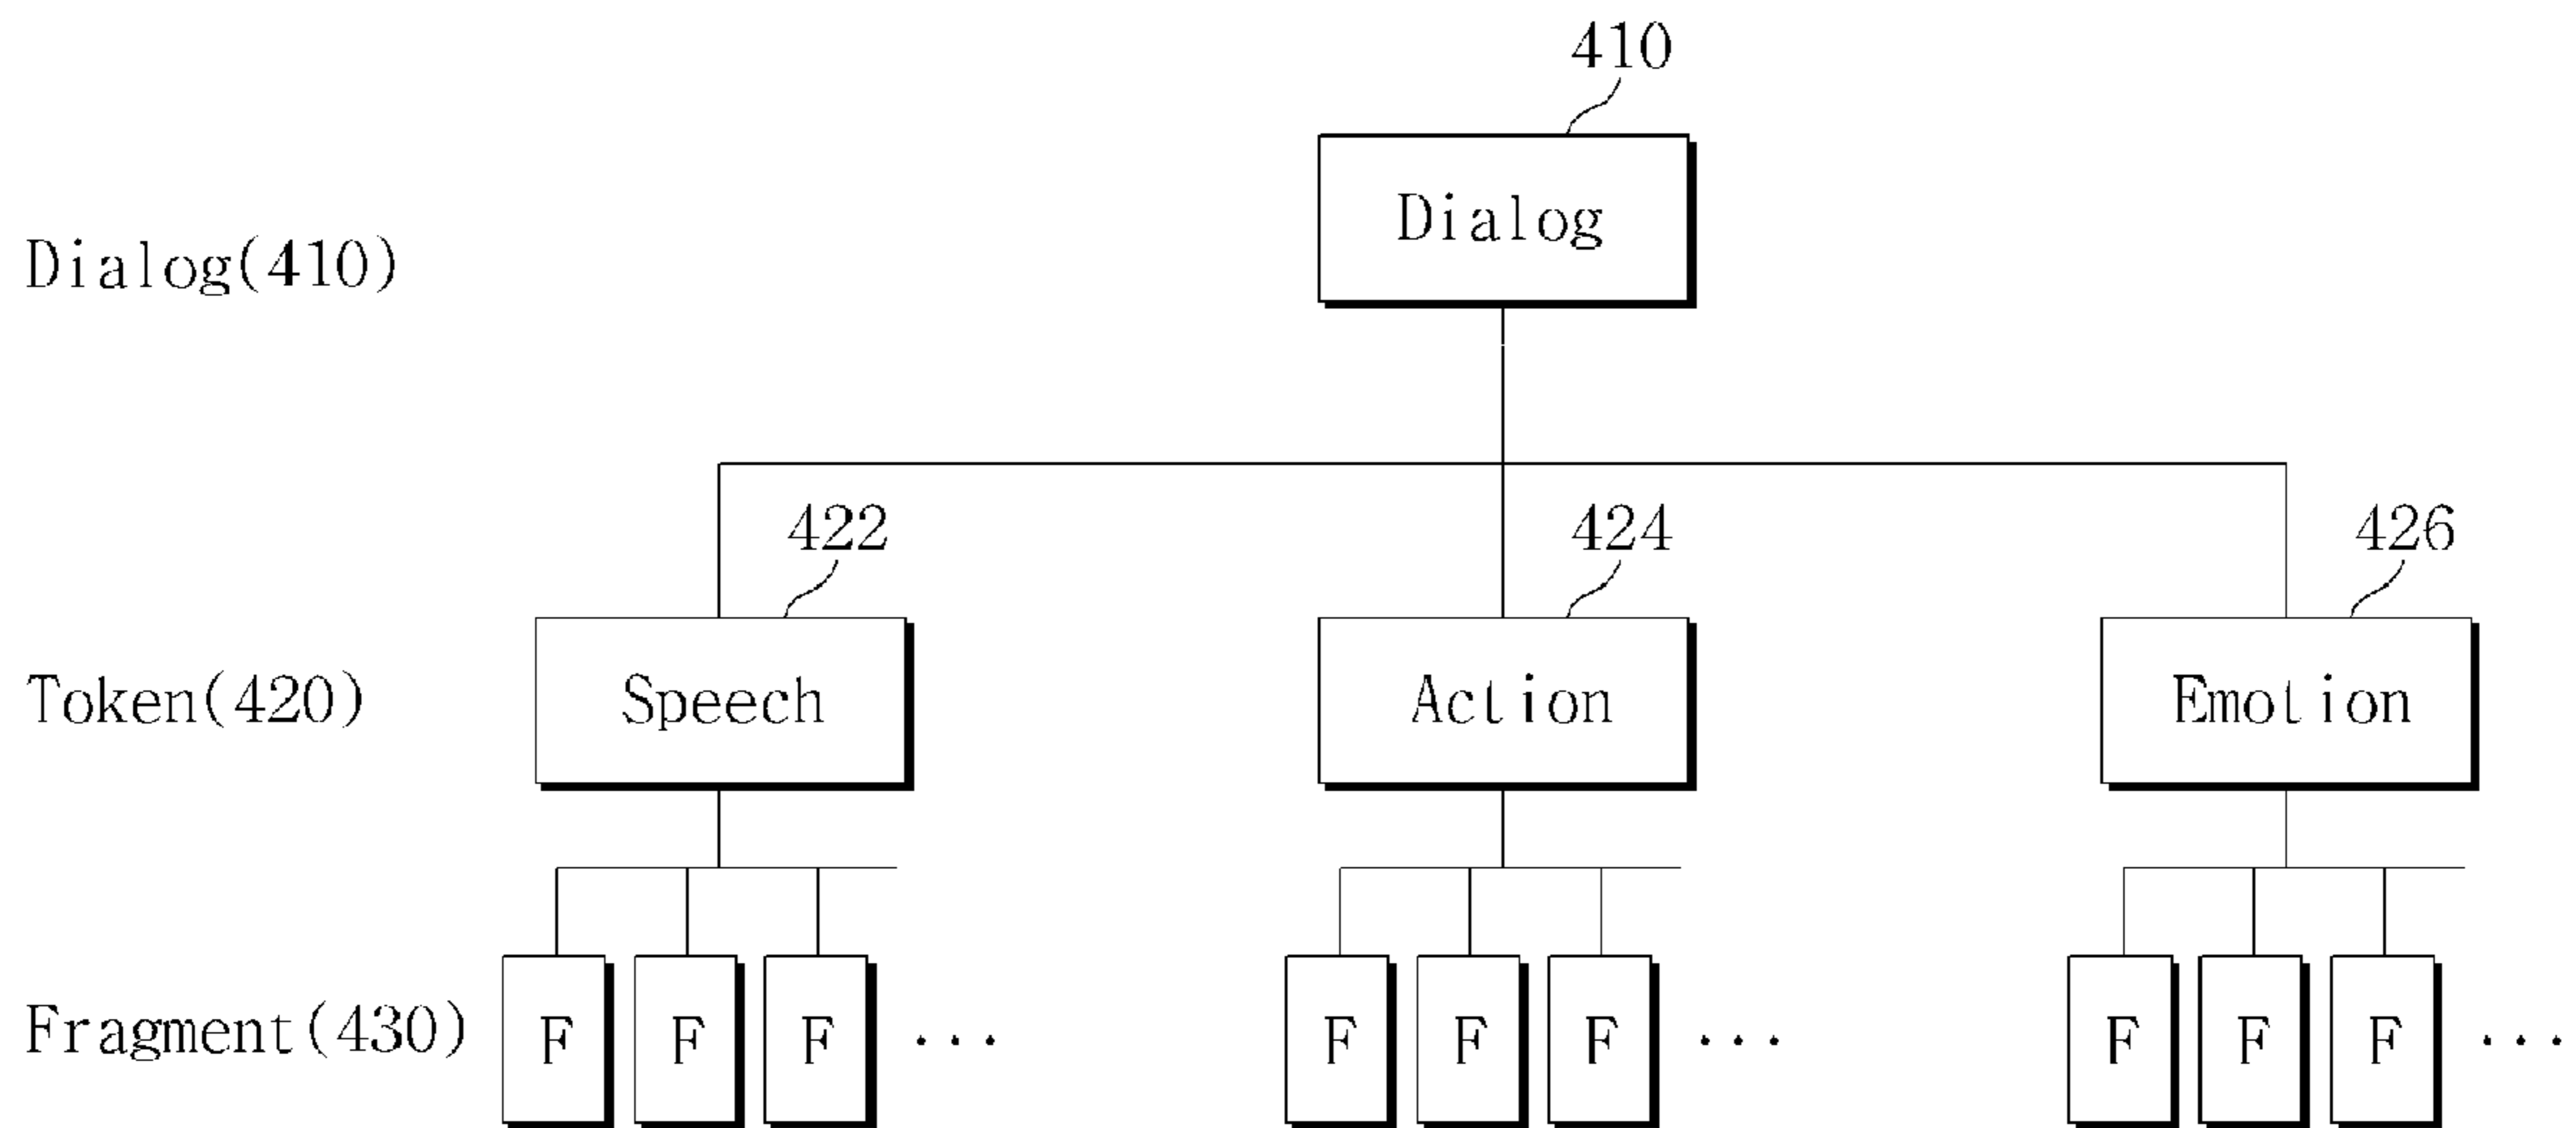 410
Dialog
Dialog(410)
422
424
426
Token(420)
Speech
Action
Emotion
Fragment(430)
F F F ...
F F F ...
F F F ...